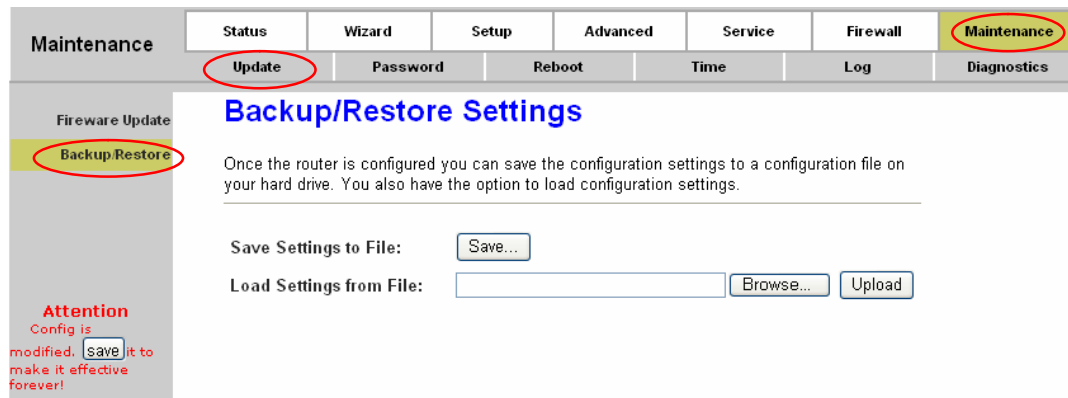 Maintenance
Status Wizard Setup Advanced Service Firewall Maintenance
Update Password Reboot Time Log Diagnostics
Fireware Update
Backup/Restore
Attention
Config is
modified. save it to
make it effective
forever!
Backup/Restore Settings
Once the router is configured you can save the configuration settings to a configuration file on
your hard drive. You also have the option to load configuration settings.
Save Settings to File: Save...
Load Settings from File: Browse... Upload